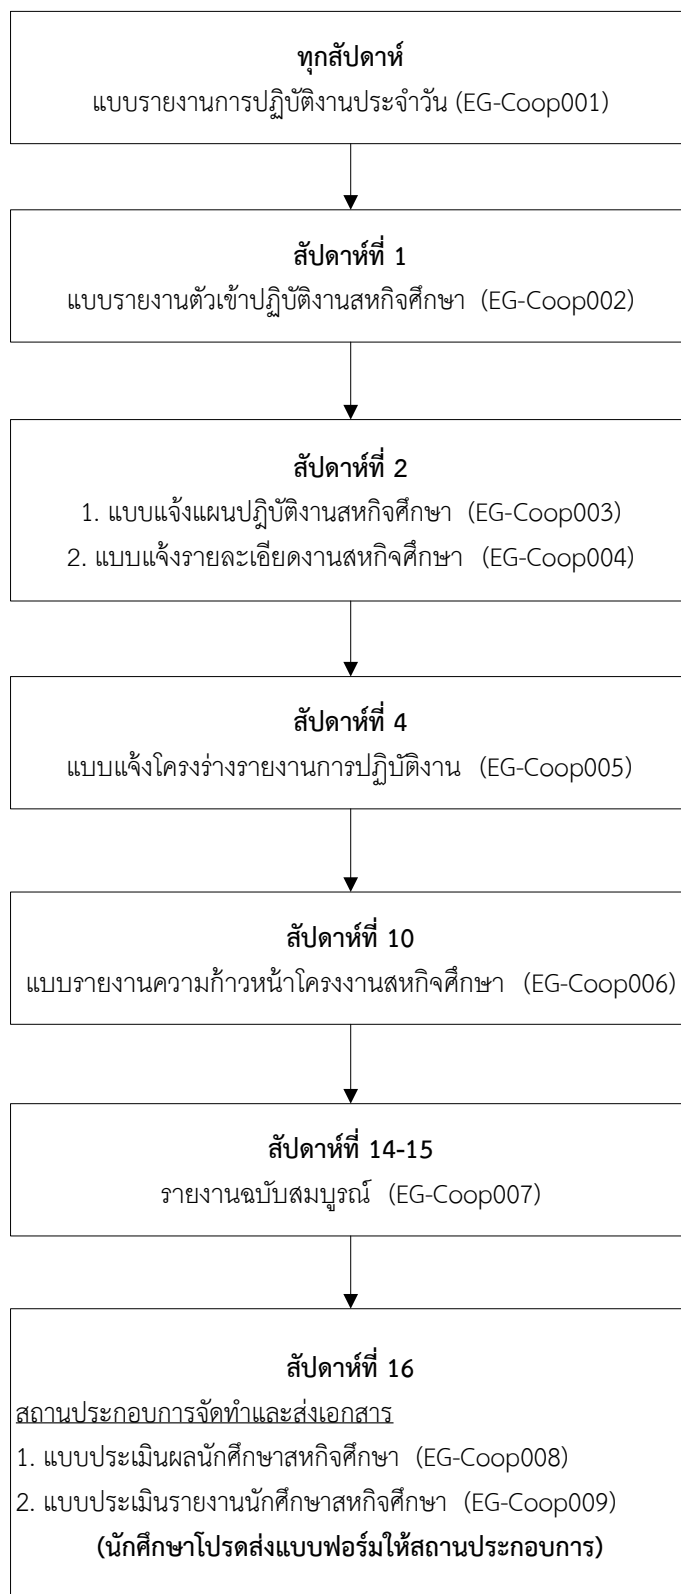 ทุกสัปดาห์
แบบรายงานการปฏิบัติงานประจำวัน (EG-Coop001)
สัปดาห์ที่ 1
แบบรายงานตัวเข้าปฏิบัติงานสหกิจศึกษา (EG-Coop002)
สัปดาห์ที่ 2
1. แบบแจ้งแผนปฎิบัติงานสหกิจศึกษา (EG-Coop003)
2. แบบแจ้งรายละเอียดงานสหกิจศึกษา (EG-Coop004)
สัปดาห์ที่ 4
แบบแจ้งโครงร่างรายงานการปฏิบัติงาน (EG-Coop005)
สัปดาห์ที่ 10
แบบรายงานความก้าวหน้าโครงงานสหกิจศึกษา (EG-Coop006)
สัปดาห์ที่ 14-15
รายงานฉบับสมบูรณ์ (EG-Coop007)
สัปดาห์ที่ 16
สถานประกอบการจัดทำและส่งเอกสาร
1. แบบประเมินผลนักศึกษาสหกิจศึกษา (EG-Coop008)
2. แบบประเมินรายงานนักศึกษาสหกิจศึกษา (EG-Coop009)
(นักศึกษาโปรดส่งแบบฟอร์มให้สถานประกอบการ)